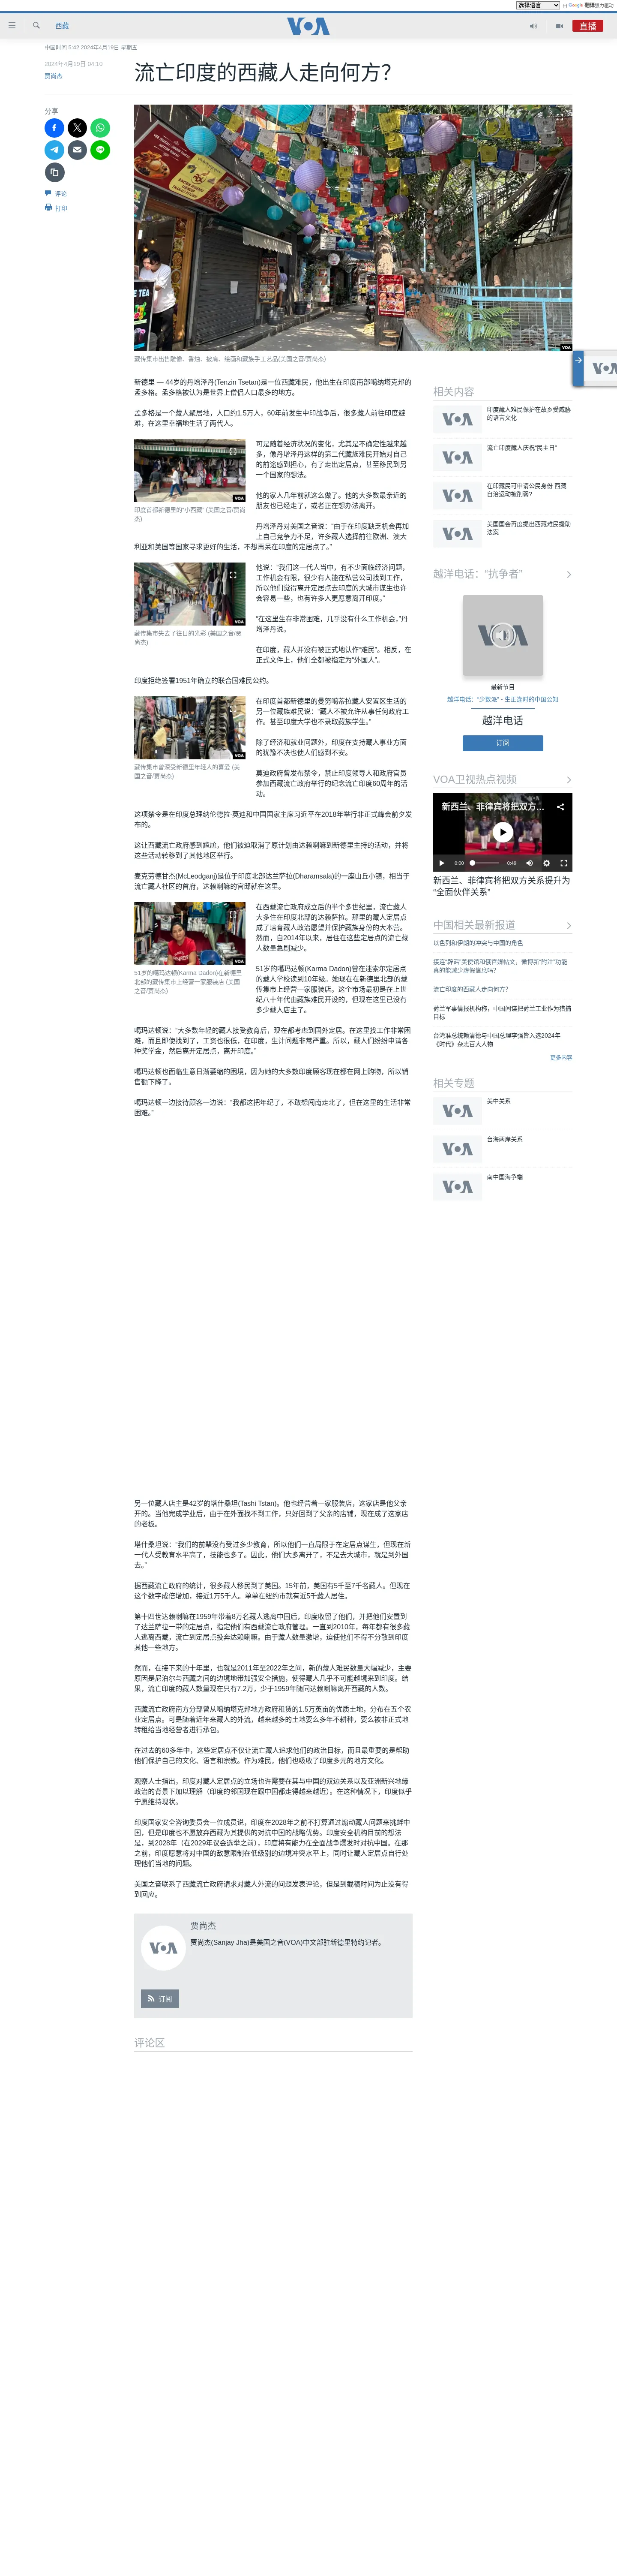 选择语言
由 Google 翻译强力驱动
西藏
VOA
直播
中国时间 5:42 2024年4月19日 星期五
2024年4月19日 04:10
贾尚杰
流亡印度的西藏人走向何方？
分享
评论
打印
VOA
藏传集市出售雕像、香烛、披肩、绘画和藏族手工艺品(美国之音/贾尚杰)
新德里 — 44岁的丹增泽丹(Tenzin Tsetan)是一位西藏难民，他出生在印度南部噶纳塔克邦的
孟多格。孟多格被认为是世界上僧侣人口最多的地方。
孟多格是一个藏人聚居地，人口约1.5万人，60年前发生中印战争后，很多藏人前往印度避
难，在这里幸福地生活了两代人。
VOA
印度首都新德里的“小西藏” (美国之音/贾尚
杰)
可是随着经济状况的变化，尤其是不确定性越来越
多，像丹增泽丹这样的第二代藏族难民开始对自己
的前途感到担心，有了走出定居点，甚至移民到另
一个国家的想法。
他的家人几年前就这么做了。他的大多数最亲近的
朋友也已经走了，或者正在想办法离开。
丹增泽丹对美国之音说：“由于在印度缺乏机会再加
上自己竞争力不足，许多藏人选择前往欧洲、澳大
利亚和美国等国家寻求更好的生活，不想再呆在印度的定居点了。”
VOA
藏传集市失去了往日的光彩 (美国之音/贾
尚杰)
他说：“我们这一代人当中，有不少面临经济问题，
工作机会有限，很少有人能在私营公司找到工作，
所以他们觉得离开定居点去印度的大城市谋生也许
会容易一些，也有许多人更愿意离开印度。”
“在这里生存非常困难，几乎没有什么工作机会，”丹
增泽丹说。
在印度，藏人并没有被正式地认作“难民”。相反，在
正式文件上，他们全都被指定为“外国人”。
印度拒绝签署1951年确立的联合国难民公约。
VOA
藏传集市曾深受新德里年轻人的喜爱 (美
国之音/贾尚杰)
在印度首都新德里的曼努噶蒂拉藏人安置区生活的
另一位藏族难民说：“藏人不被允许从事任何政府工
作。甚至印度大学也不录取藏族学生。”
除了经济和就业问题外，印度在支持藏人事业方面
的犹豫不决也使人们感到不安。
莫迪政府曾发布禁令，禁止印度领导人和政府官员
参加西藏流亡政府举行的纪念流亡印度60周年的活
动。
这项禁令是在印度总理纳伦德拉·莫迪和中国国家主席习近平在2018年举行非正式峰会前夕发
布的。
这让西藏流亡政府感到尴尬，他们被迫取消了原计划由达赖喇嘛到新德里主持的活动，并将
这些活动转移到了其他地区举行。
麦克劳德甘杰(McLeodganj)是位于印度北部达兰萨拉(Dharamsala)的一座山丘小镇，相当于
流亡藏人社区的首府，达赖喇嘛的官邸就在这里。
VOA
51岁的噶玛达顿(Karma Dadon)在新德里
北部的藏传集市上经营一家服装店 (美国
之音/贾尚杰)
在西藏流亡政府成立后的半个多世纪里，流亡藏人
大多住在印度北部的达赖萨拉。那里的藏人定居点
成了培育藏人政治愿望并保护藏族身份的大本营。
然而，自2014年以来，居住在这些定居点的流亡藏
人数量急剧减少。
51岁的噶玛达顿(Karma Dadon)曾在迷索尔定居点
的藏人学校读到10年级。她现在在新德里北部的藏
传集市上经营一家服装店。这个市场最初是在上世
纪八十年代由藏族难民开设的，但现在这里已没有
多少藏人店主了。
噶玛达顿说：“大多数年轻的藏人接受教育后，现在都考虑到国外定居。在这里找工作非常困
难，而且即使找到了，工资也很低，在印度，生计问题非常严重。所以，藏人们纷纷申请各
种奖学金，然后离开定居点，离开印度。”
噶玛达顿也面临生意日渐萎缩的困境，因为她的大多数印度顾客现在都在网上购物，所以销
售额下降了。
噶玛达顿一边接待顾客一边说：“我都这把年纪了，不敢想闯南走北了，但在这里的生活非常
困难。”
另一位藏人店主是42岁的塔什桑坦(Tashi Tstan)。他也经营着一家服装店，这家店是他父亲
开的。当他完成学业后，由于在外面找不到工作，只好回到了父亲的店铺，现在成了这家店
的老板。
塔什桑坦说：“我们的前辈没有受过多少教育，所以他们一直局限于在定居点谋生，但现在新
一代人受教育水平高了，技能也多了。因此，他们大多离开了，不是去大城市，就是到外国
去。”
据西藏流亡政府的统计，很多藏人移民到了美国。15年前，美国有5千至7千名藏人。但现在
这个数字成倍增加，接近1万5千人。单单在纽约市就有近5千藏人居住。
第十四世达赖喇嘛在1959年带着8万名藏人逃离中国后，印度收留了他们，并把他们安置到
了达兰萨拉一带的定居点，指定他们有西藏流亡政府管理。一直到2010年，每年都有很多藏
人逃离西藏，流亡到定居点投奔达赖喇嘛。由于藏人数量激增，迫使他们不得不分散到印度
其他一些地方。
然而，在接下来的十年里，也就是2011年至2022年之间，新的藏人难民数量大幅减少，主要
原因是尼泊尔与西藏之间的边境地带加强安全措施，使得藏人几乎不可能越境来到印度。结
果，流亡印度的藏人数量现在只有7.2万，少于1959年随同达赖喇嘛离开西藏的人数。
西藏流亡政府南方分部曾从噶纳塔克邦地方政府租赁的1.5万英亩的优质土地，分布在五个农
业定居点。可是随着近年来藏人的外流，越来越多的土地要么多年不耕种，要么被非正式地
转租给当地经营者进行承包。
在过去的60多年中，这些定居点不仅让流亡藏人追求他们的政治目标，而且最重要的是帮助
他们保护自己的文化、语言和宗教。作为难民，他们也吸收了印度多元的地方文化。
观察人士指出，印度对藏人定居点的立场也许需要在其与中国的双边关系以及亚洲新兴地缘
政治的背景下加以理解（印度的邻国现在跟中国都走得越来越近）。在这种情况下，印度似乎
宁愿维持现状。
印度国家安全咨询委员会一位成员说，印度在2028年之前不打算通过煽动藏人问题来挑衅中
国，但是印度也不愿放弃西藏为其提供的对抗中国的战略优势。印度安全机构目前的想法
是，到2028年（在2029年议会选举之前），印度将有能力在全面战争爆发时对抗中国。在那
之前，印度愿意将对中国的敌意限制在低级别的边境冲突水平上，同时让藏人定居点自行处
理他们当地的问题。
美国之音联系了西藏流亡政府请求对藏人外流的问题发表评论，但是到截稿时间为止没有得
到回应。
VOA
贾尚杰
贾尚杰(Sanjay Jha)是美国之音(VOA)中文部驻新德里特约记者。
订阅
评论区
相关内容
VOA
印度藏人难民保护在故乡受威胁
的语言文化
VOA
流亡印度藏人庆祝“民主日”
VOA
在印藏民可申请公民身份 西藏
自治运动被削弱?
VOA
美国国会再度提出西藏难民援助
法案
越洋电话：“抗争者”
VOA
最新节目
越洋电话：“少数派” - 生正逢时的中国公知
越洋电话
订阅
VOA卫视热点视频
新西兰、菲律宾将把双方...
0:00
0:49
新西兰、菲律宾将把双方关系提升为
“全面伙伴关系”
中国相关最新报道
以色列和伊朗的冲突与中国的角色
接连“辟谣”美使馆和值官媒帖文，微博新“附注”功能
真的能减少虚假信息吗?
流亡印度的西藏人走向何方？
荷兰军事情报机构称，中国间谍把荷兰工业作为猎捕
目标
台湾准总统赖清德与中国总理李强皆入选2024年
《时代》杂志百大人物
更多内容
相关专题
VOA
美中关系
VOA
台海两岸关系
VOA
南中国海争端
VOA